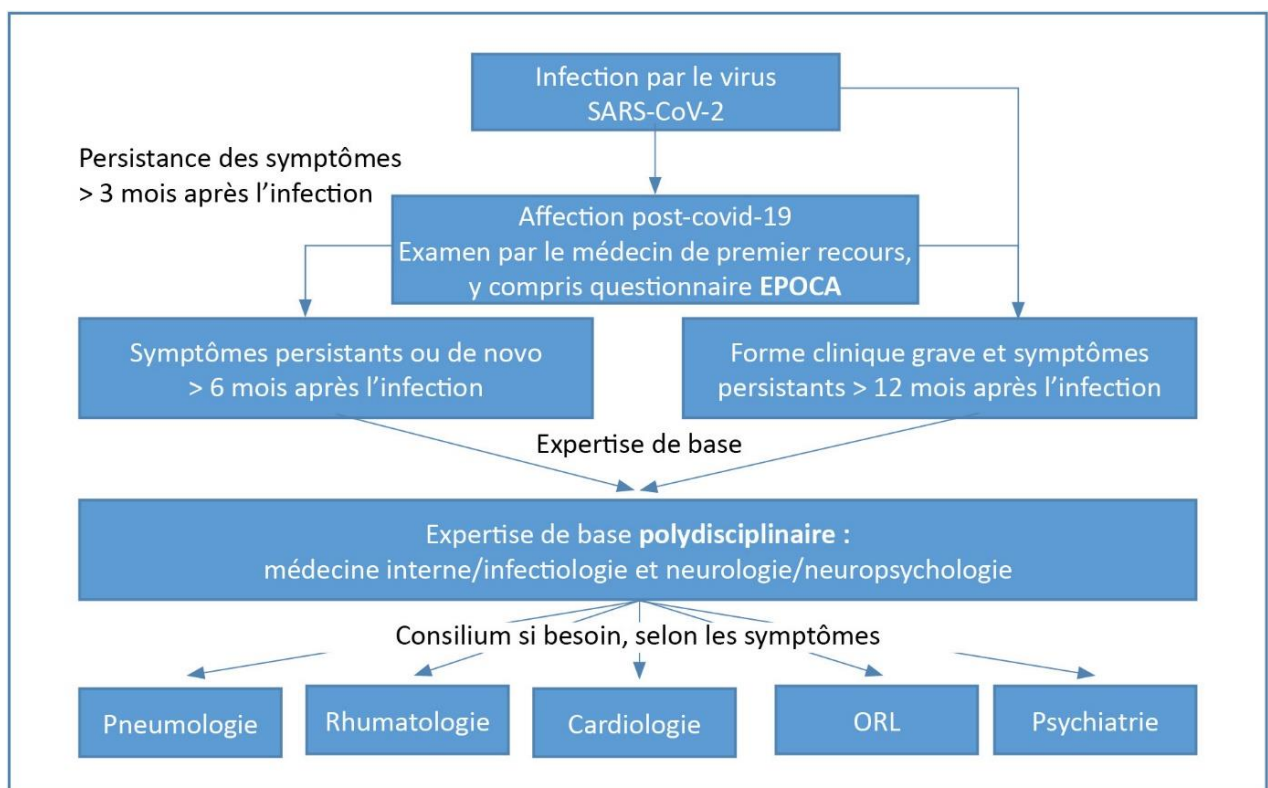 Infection par le virus
SARS-CoV-2
Persistance des symptômes
> 3 mois après l’infection
Affection post-covid-19
Examen par le médecin de premier recours,
y compris questionnaire EPOCA
Symptômes persistants ou de novo
> 6 mois après l’infection
Forme clinique grave et symptômes
persistants > 12 mois après l’infection
Expertise de base
Expertise de base polydisciplinaire :
médecine interne/infectiologie et neurologie/neuropsychologie
Consilium si besoin, selon les symptômes
Pneumologie
Rhumatologie
Cardiologie
ORL
Psychiatrie